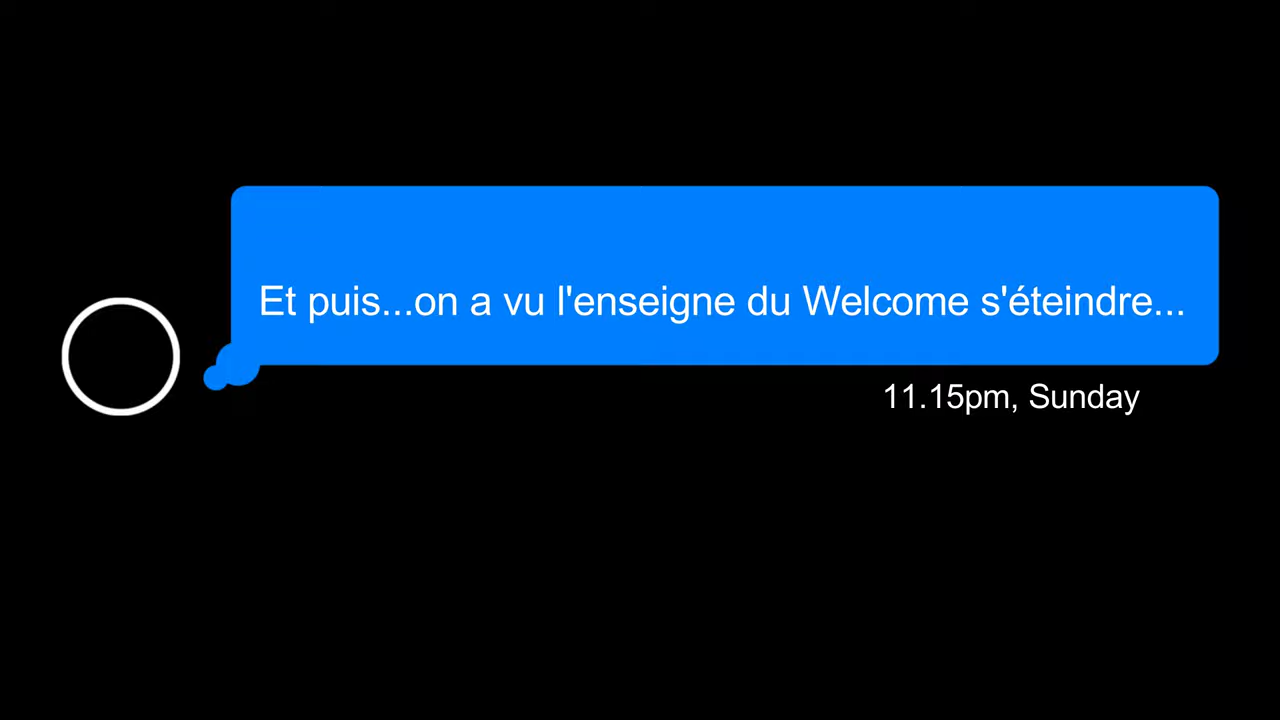 Et puis...on a vu l'enseigne du Welcome s'éteindre...
11.15pm, Sunday